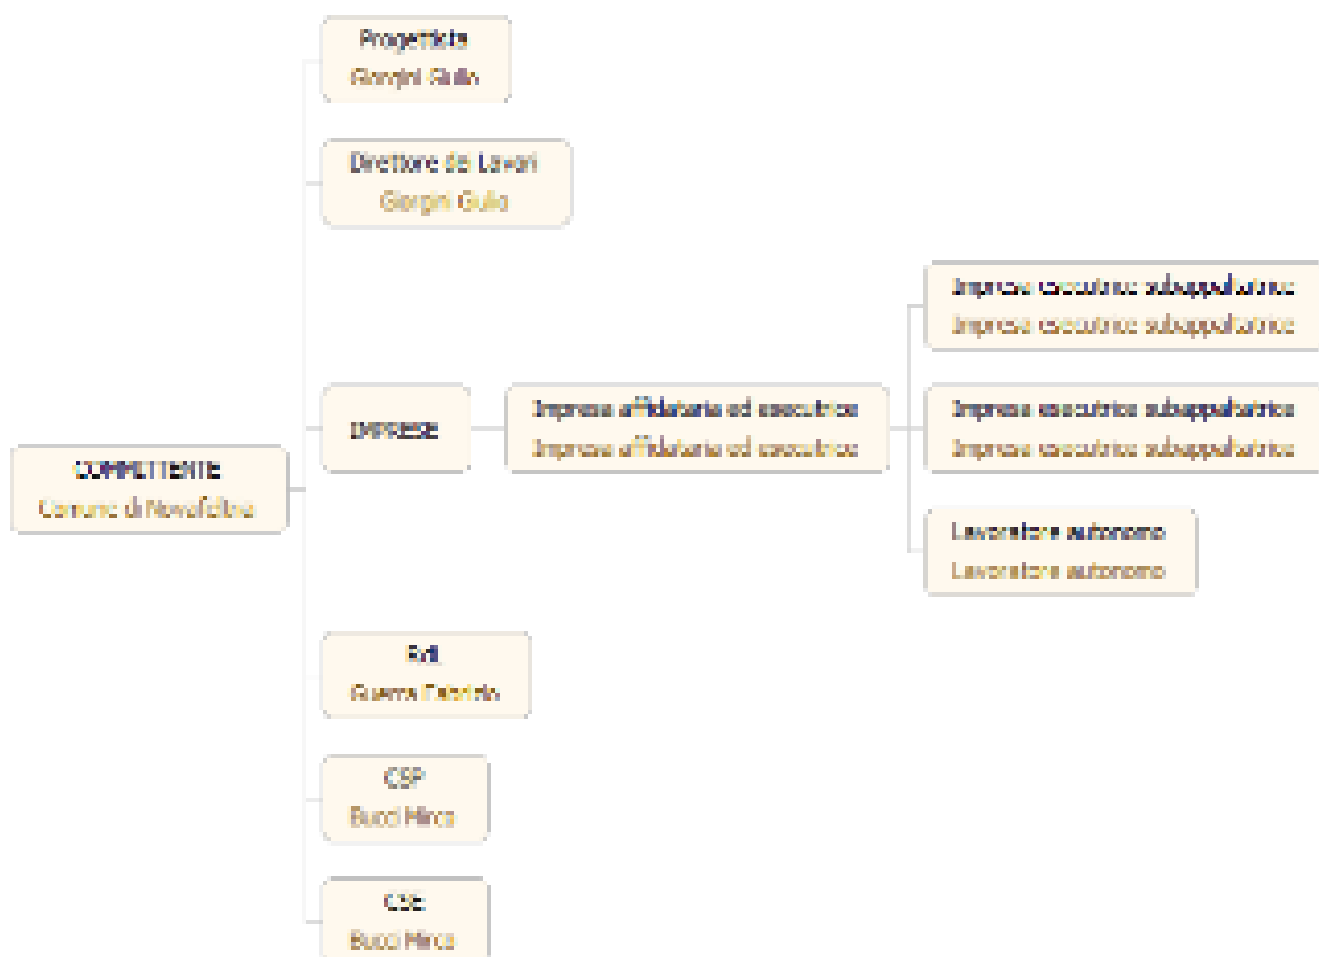 Progettista
Giorgini Giulio
Direttore dei Lavori
Giorgini Giulio
Impresa esecutrice subappaltatrice
Impresa esecutrice subappaltatrice
IMPRESE
Impresa affidataria ed esecutrice
Impresa affidataria ed esecutrice
Impresa esecutrice subappaltatrice
Impresa esecutrice subappaltatrice
COMMITTENTE
Comune di Novafeltria
Lavoratore autonomo
Lavoratore autonomo
RdL
Guerra Fabrizio
CSP
Bucci Mirco
CSE
Bucci Mirco